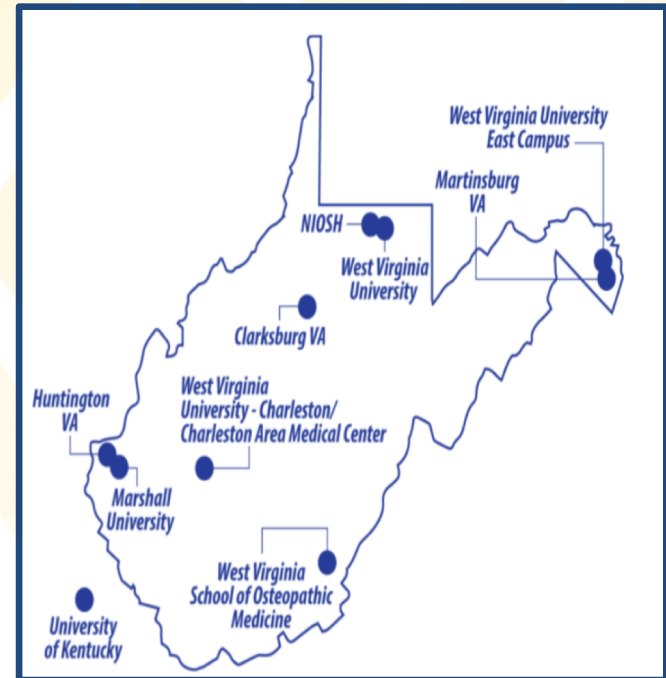 West Virginia University
East Campus
Martinsburg
VA
NIOSH
West Virginia
University
Clarksburg VA
West Virginia
University - Charleston/
Charleston Area Medical Center
Huntington
VA
Marshall
University
West Virginia
School of Osteopathic
Medicine
University
of Kentucky